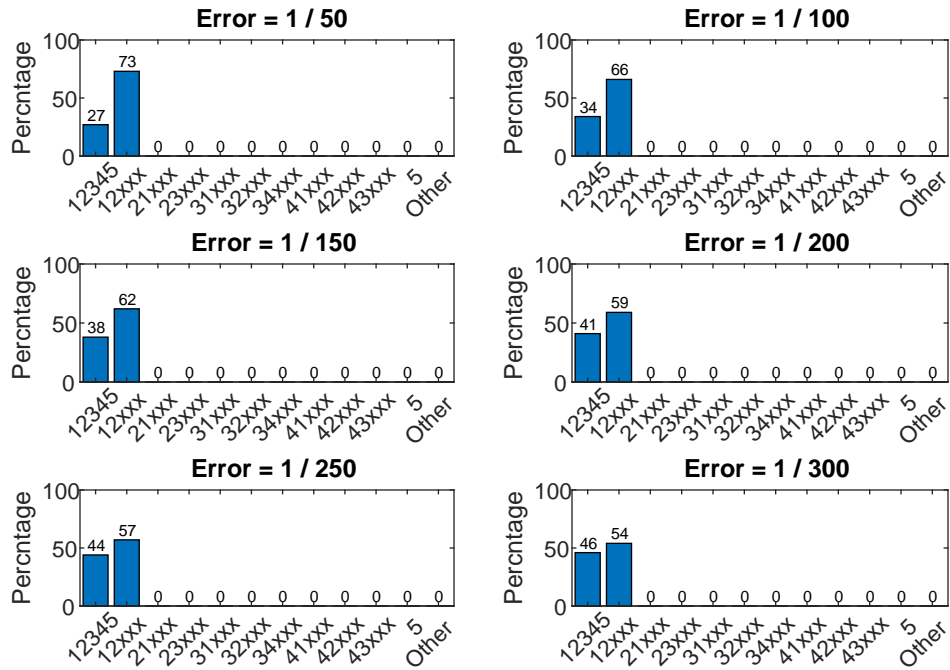 Error = 1 / 50
Percntage
100
50
0
27
73
0 0 0 0 0 0 0 0 0 0
12345 12xxx 21xxx 23xxx 31xxx 32xxx 34xxx 41xxx 42xxx 43xxx 5 Other
Error = 1 / 100
Percntage
100
50
0
34
66
0 0 0 0 0 0 0 0 0 0
12345 12xxx 21xxx 23xxx 31xxx 32xxx 34xxx 41xxx 42xxx 43xxx 5 Other
Error = 1 / 150
Percntage
100
50
0
38
62
0 0 0 0 0 0 0 0 0 0
12345 12xxx 21xxx 23xxx 31xxx 32xxx 34xxx 41xxx 42xxx 43xxx 5 Other
Error = 1 / 200
Percntage
100
50
0
41
59
0 0 0 0 0 0 0 0 0 0
12345 12xxx 21xxx 23xxx 31xxx 32xxx 34xxx 41xxx 42xxx 43xxx 5 Other
Error = 1 / 250
Percntage
100
50
0
44
57
0 0 0 0 0 0 0 0 0 0
12345 12xxx 21xxx 23xxx 31xxx 32xxx 34xxx 41xxx 42xxx 43xxx 5 Other
Error = 1 / 300
Percntage
100
50
0
46
54
0 0 0 0 0 0 0 0 0 0
12345 12xxx 21xxx 23xxx 31xxx 32xxx 34xxx 41xxx 42xxx 43xxx 5 Other